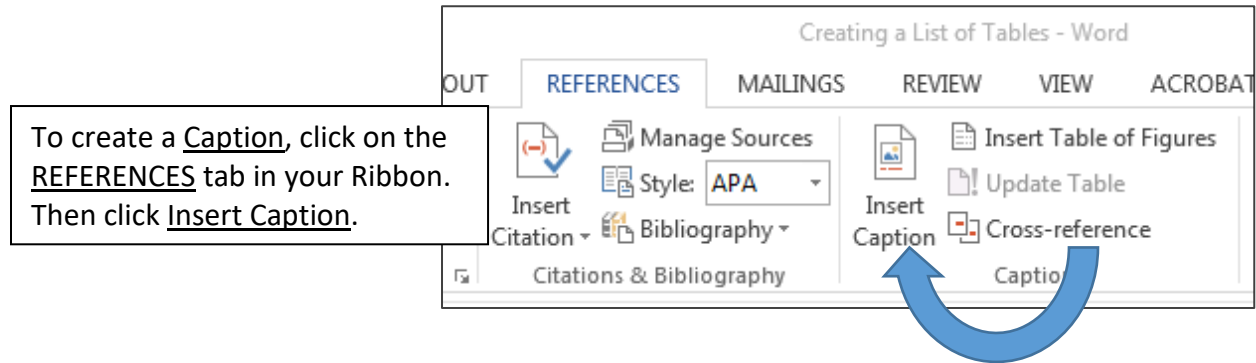 Creating a List of Tables - Word
OUT REFERENCES MAILINGS REVIEW VIEW ACROBAT
To create a Caption, click on the
REFERENCES tab in your Ribbon.
Then click Insert Caption.
Insert
Citation
Manage Sources
Style: APA
Bibliography
Citations & Bibliography
Insert
Caption
Insert Table of Figures
Update Table
Cross-reference
Caption